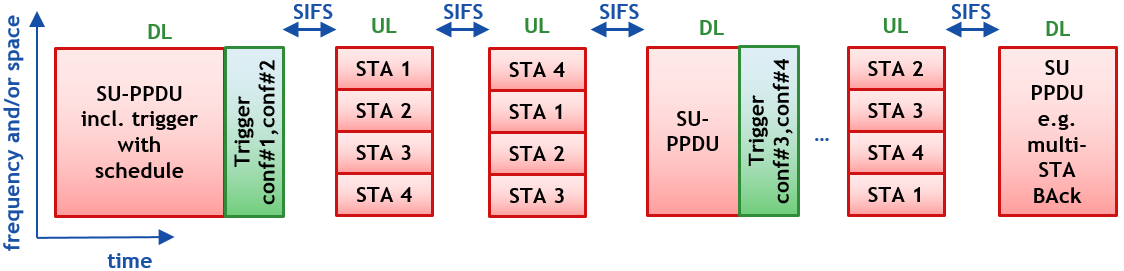 frequency and/or space
time
DL
SU-PPDU
incl. trigger
with
schedule
Trigger
conf#1,conf#2
SIFS
UL
STA 1
STA 2
STA 3
STA 4
SIFS
UL
STA 4
STA 1
STA 2
STA 3
SIFS
DL
SU-
PPDU
Trigger
conf#3,conf#4
...
UL
STA 2
STA 3
STA 4
STA 1
SIFS
DL
SU
PPDU
e.g.
multi-
STA
BAck